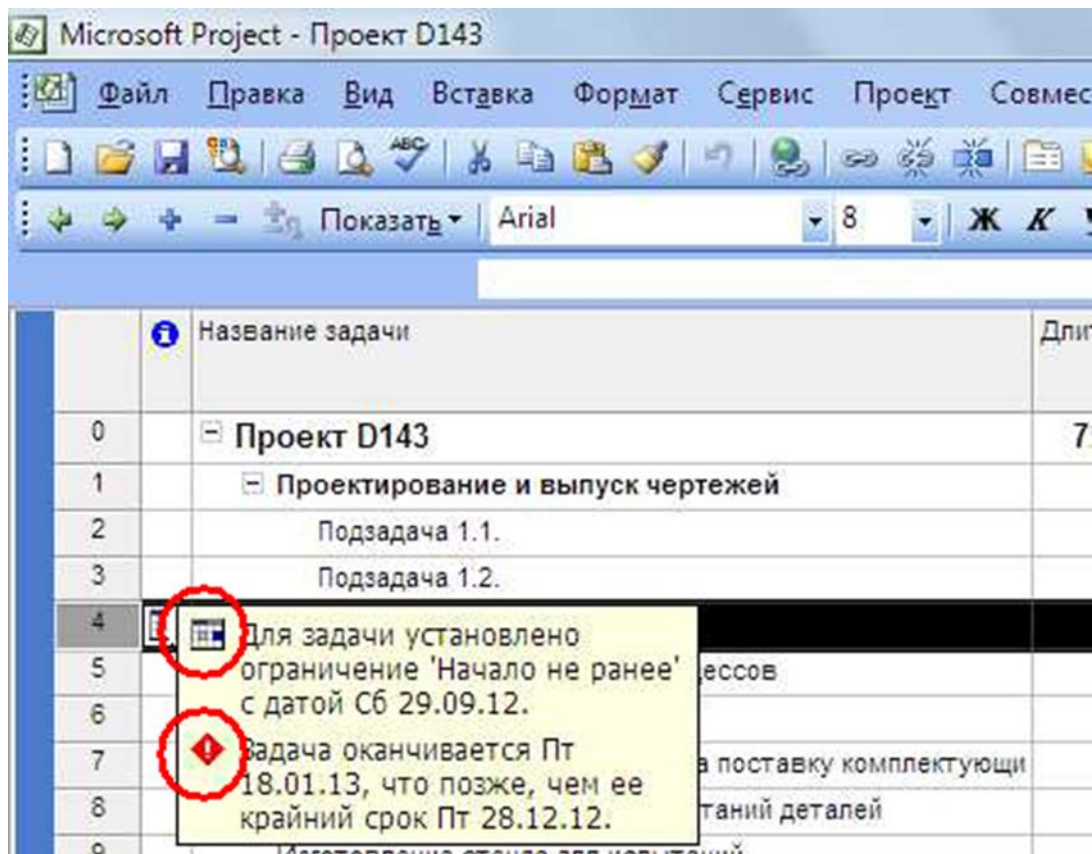 Microsoft Project - Проект D143
Файл Правка Вид Вставка Формат Сервис Проект Совмес
ABC
Показать Arial 8 Ж К
Название задачи
0 Проект D143 7
1 Проектирование и выпуск чертежей
2 Подзадача 1.1.
3 Подзадача 1.2.
4
Для задачи установлено
ограничение 'Начало не ранее'
5 ессов
с датой Сб 29.09.12.
6
Задача оканчивается Пт
7 а поставку комплектующи
18.01.13, что позже, чем ее
8 таний деталей
крайний срок Пт 28.12.12.
9